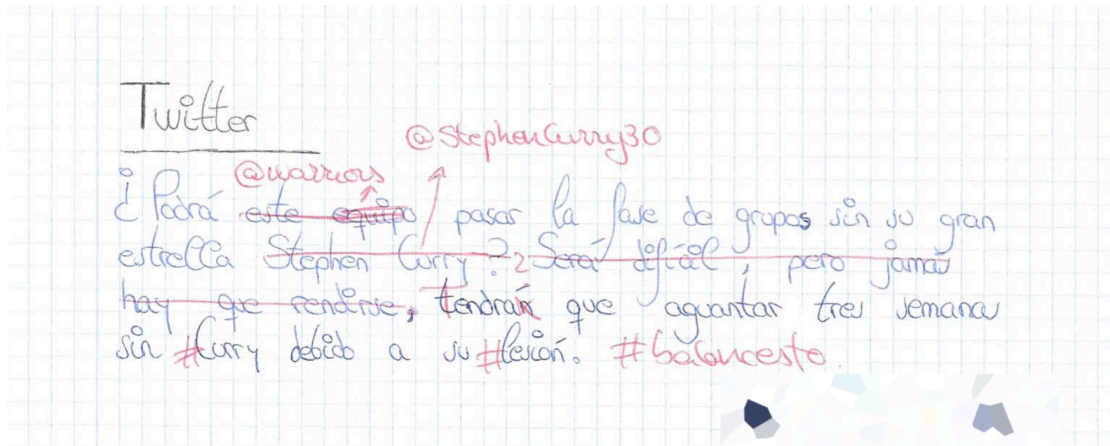 Twitter
@StephenCurry30
@warriors
¿Podrá este equipo pasar la fase de grupos sin su gran
estrella Stephen Curry? Será difícil, pero jamás
hay que rendirse, tendrán que aguantar tres semanas
sin #Curry debido a su #lesión. #baloncesto